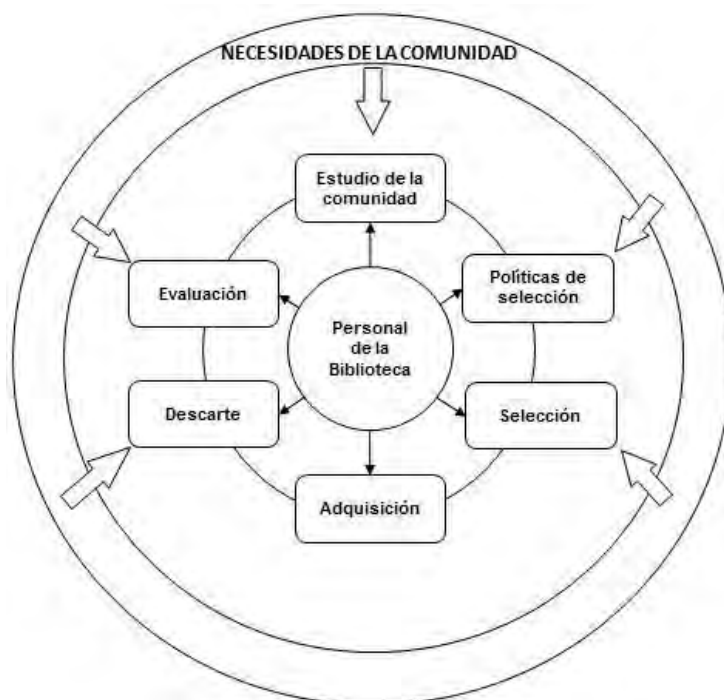 NECESIDADES DE LA COMUNIDAD
Estudio de la
comunidad
Evaluación
Políticas de
selección
Personal
de la
Biblioteca
Descarte
Selección
Adquisición